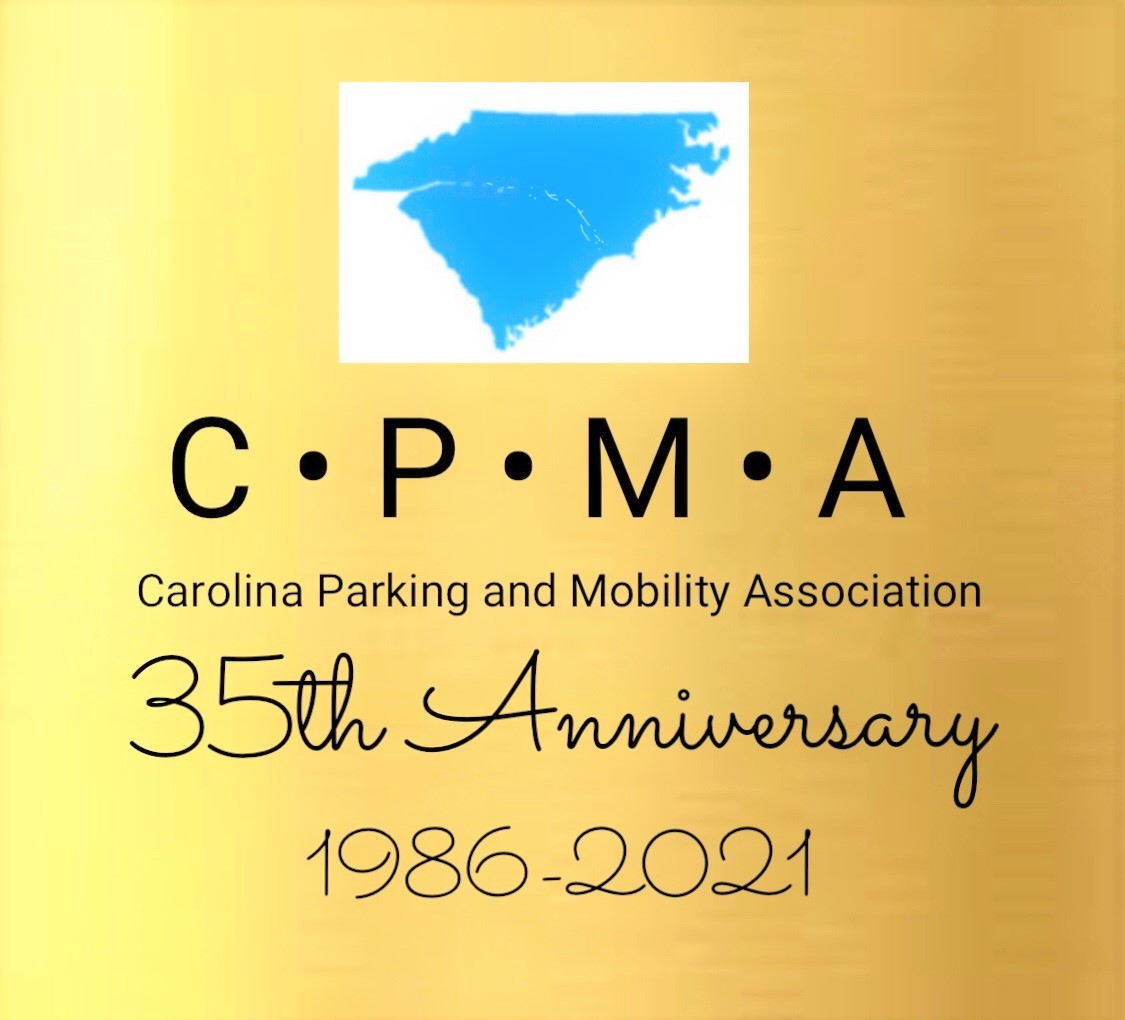 C•P•M•A
Carolina Parking and Mobility Association
35th Anniversary
1986-2021